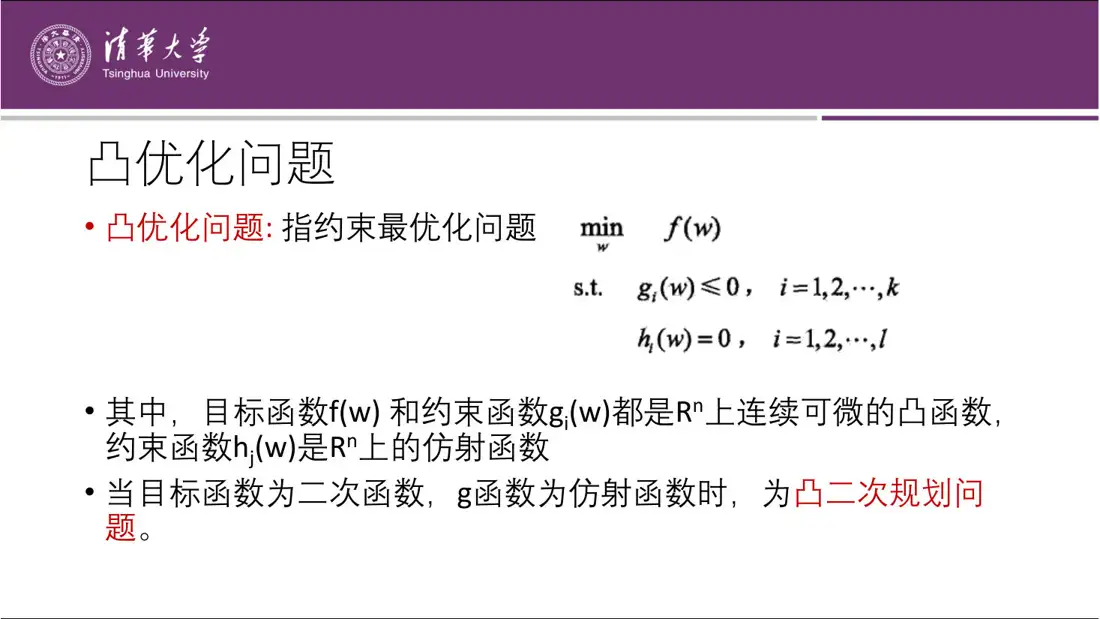 清华大学
Tsinghua University
凸优化问题
• 凸优化问题: 指约束最优化问题
min f(w)
w
s.t. gᵢ(w)≤0, i=1,2,⋯,k
hᵢ(w)=0, i=1,2,⋯,l
• 其中，目标函数f(w) 和约束函数gᵢ(w)都是Rⁿ上连续可微的凸函数，
约束函数hⱼ(w)是Rⁿ上的仿射函数
• 当目标函数为二次函数，g函数为仿射函数时，为凸二次规划问
题。